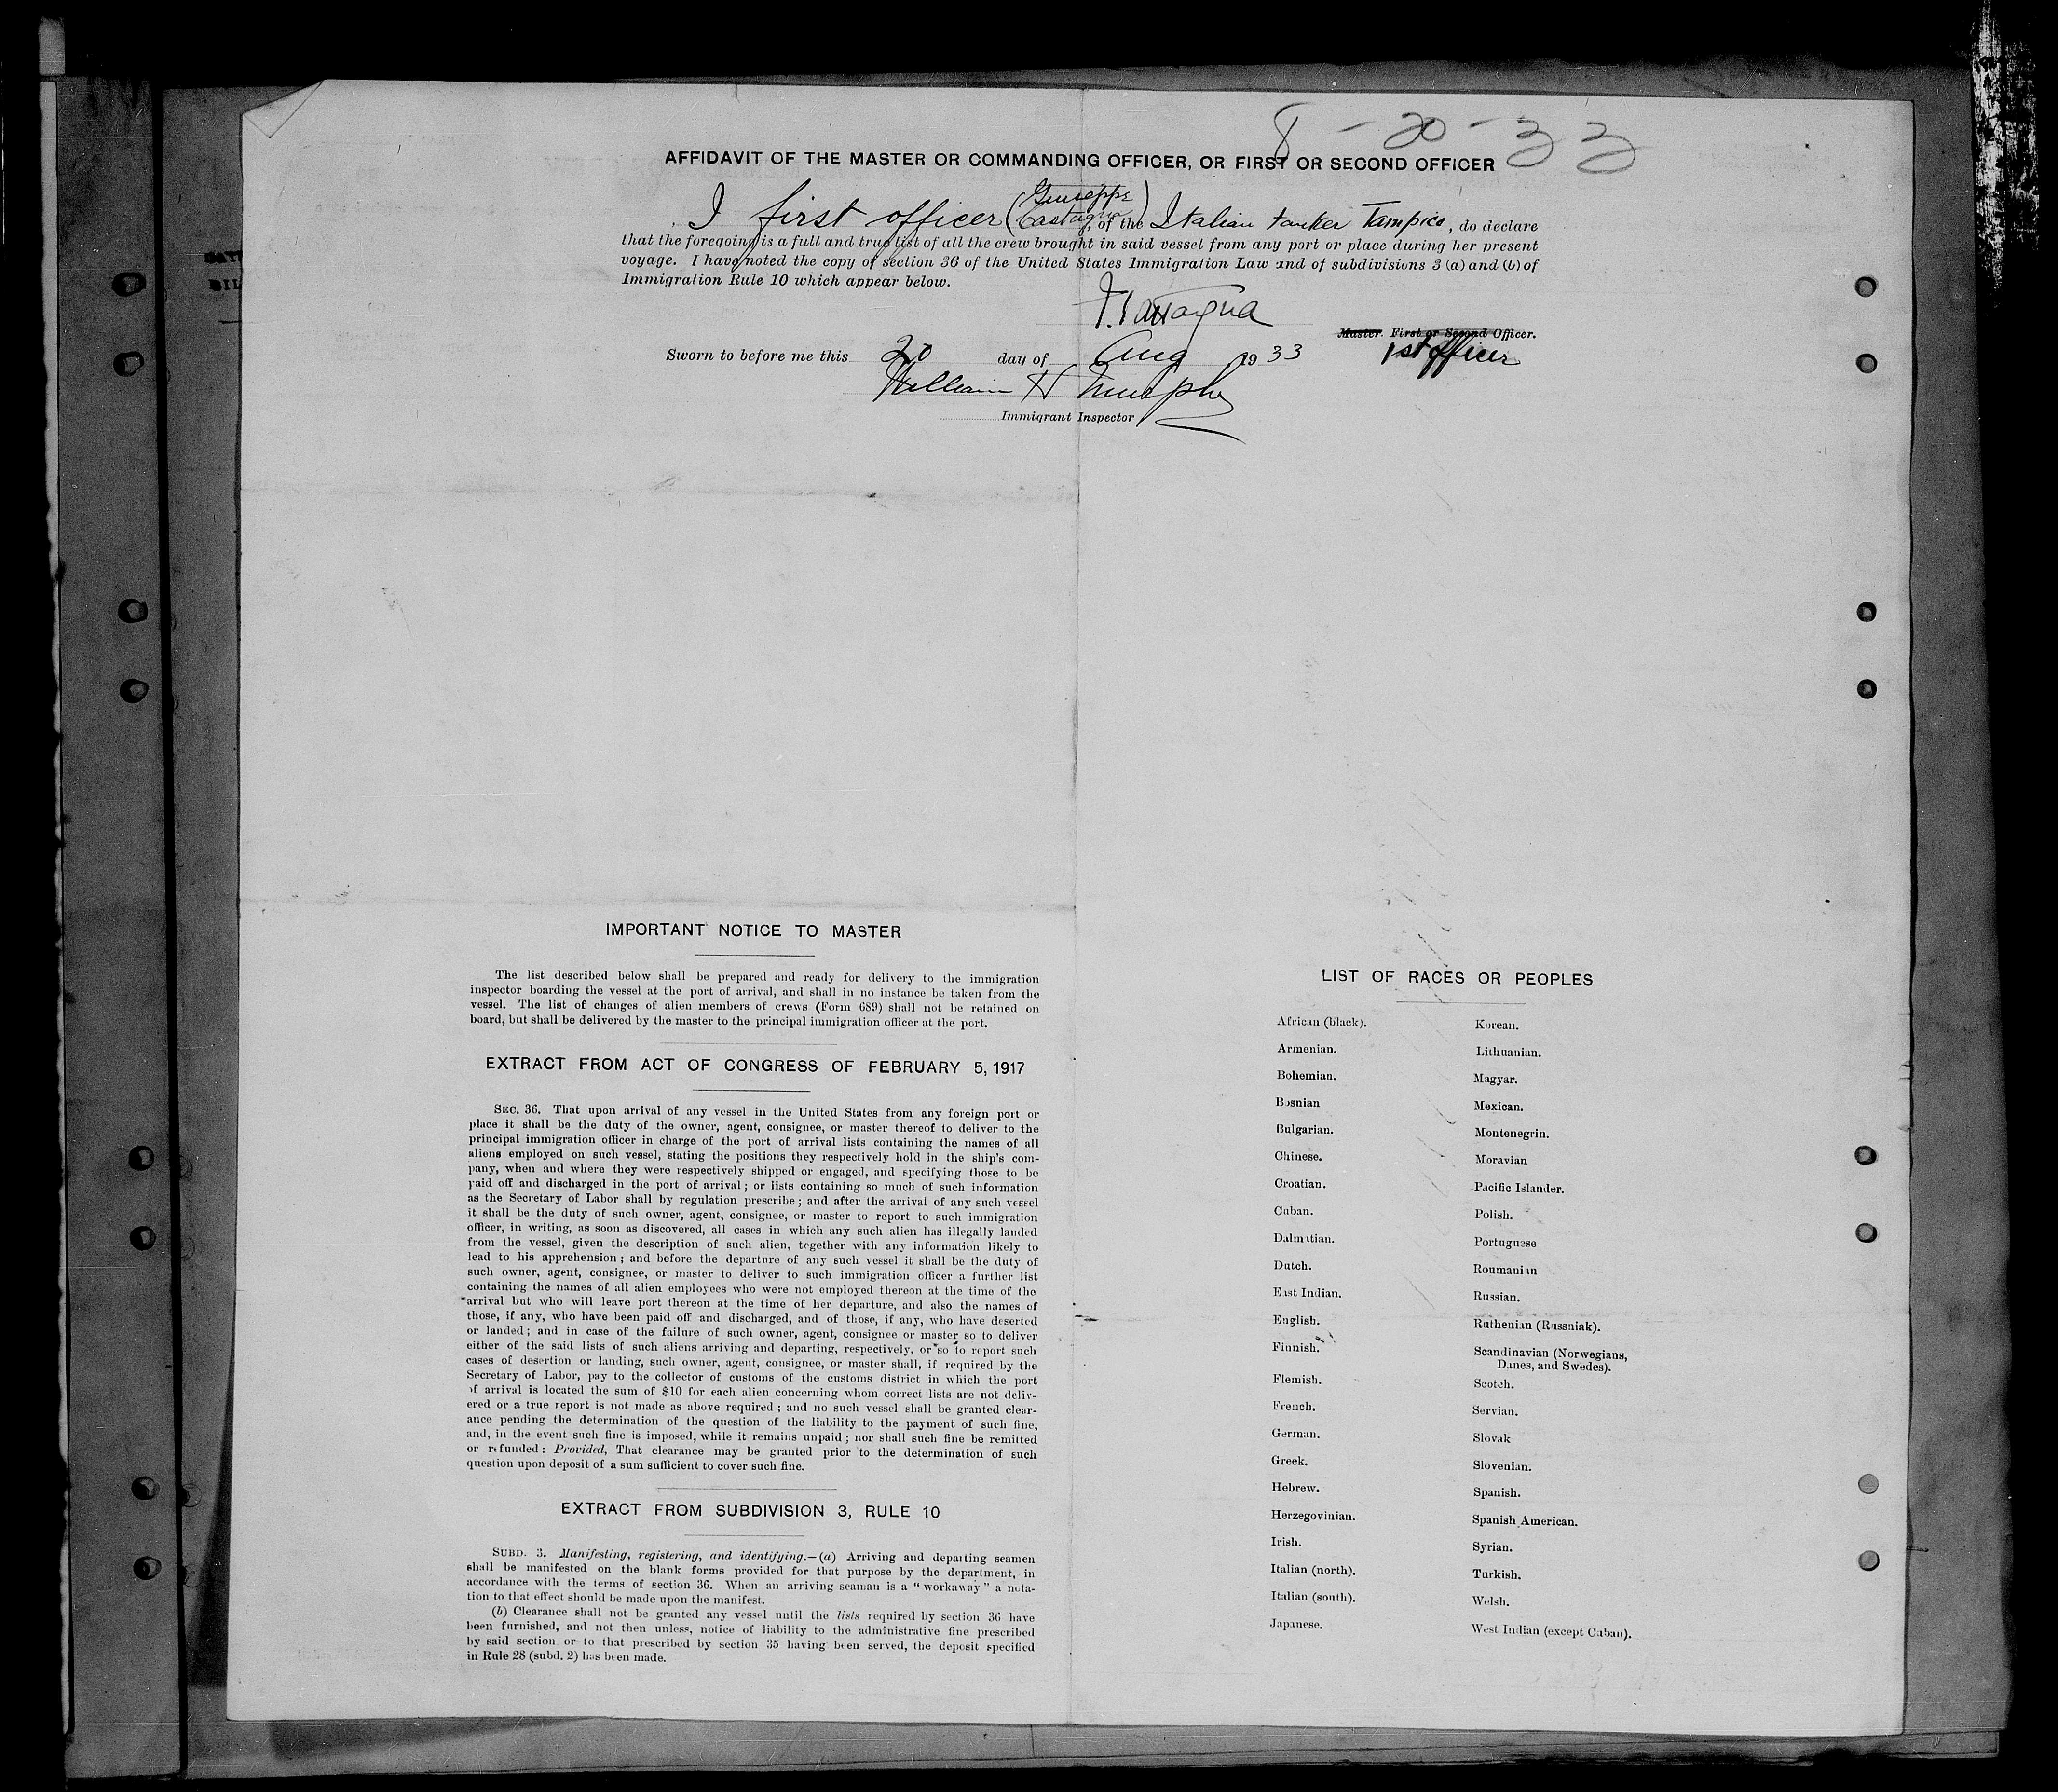 8-20-33
AFFIDAVIT OF THE MASTER OR COMMANDING OFFICER, OR FIRST OR SECOND OFFICER
I first officer (Giuseppe Castagna), of the Italian tanker Tampico, do declare
that the foregoing is a full and true list of all the crew brought in said vessel from any port or place during her present
voyage. I have noted the copy of section 36 of the United States Immigration Law and of subdivisions 3 (a) and (b) of
Immigration Rule 10 which appear below.
Castagna
Master. First or Second Officer.
Sworn to before me this 20 day of Aug 1933
1st officer
William H Murphy
Immigrant Inspector
IMPORTANT NOTICE TO MASTER
The list described below shall be prepared and ready for delivery to the immigration
inspector boarding the vessel at the port of arrival, and shall in no instance be taken from the
vessel. The list of changes of alien members of crews (Form 689) shall not be retained on
board, but shall be delivered by the master to the principal immigration officer at the port.
EXTRACT FROM ACT OF CONGRESS OF FEBRUARY 5, 1917
SEC. 36. That upon arrival of any vessel in the United States from any foreign port or
place it shall be the duty of the owner, agent, consignee, or master thereof to deliver to the
principal immigration officer in charge of the port of arrival lists containing the names of all
aliens employed on such vessel, stating the positions they respectively hold in the ship's com-
pany, when and where they were respectively shipped or engaged, and specifying those to be
paid off and discharged in the port of arrival; or lists containing so much of such information
as the Secretary of Labor shall by regulation prescribe; and after the arrival of any such vessel
it shall be the duty of such owner, agent, consignee, or master to report to such immigration
officer, in writing, as soon as discovered, all cases in which any such alien has illegally landed
from the vessel, given the description of such alien, together with any information likely to
lead to his apprehension; and before the departure of any such vessel it shall be the duty of
such owner, agent, consignee, or master to deliver to such immigration officer a further list
containing the names of all alien employees who were not employed thereon at the time of the
arrival but who will leave port thereon at the time of her departure, and also the names of
those, if any, who have been paid off and discharged, and of those, if any, who have deserted
or landed; and in case of the failure of such owner, agent, consignee or master so to deliver
either of the said lists of such aliens arriving and departing, respectively, or so to report such
cases of desertion or landing, such owner, agent, consignee, or master shall, if required by the
Secretary of Labor, pay to the collector of customs of the customs district in which the port
of arrival is located the sum of $10 for each alien concerning whom correct lists are not deliv-
ered or a true report is not made as above required; and no such vessel shall be granted clear-
ance pending the determination of the question of the liability to the payment of such fine,
and, in the event such fine is imposed, while it remains unpaid; nor shall such fine be remitted
or refunded: Provided, That clearance may be granted prior to the determination of such
question upon deposit of a sum sufficient to cover such fine.
EXTRACT FROM SUBDIVISION 3, RULE 10
SUBD. 3. Manifesting, registering, and identifying.—(a) Arriving and departing seamen
shall be manifested on the blank forms provided for that purpose by the department, in
accordance with the terms of section 36. When an arriving seaman is a "workaway" a nota-
tion to that effect should be made upon the manifest.
(b) Clearance shall not be granted any vessel until the lists required by section 36 have
been furnished, and not then unless, notice of liability to the administrative fine prescribed
by said section or to that prescribed by section 35 having been served, the deposit specified
in Rule 28 (subd. 2) has been made.
LIST OF RACES OR PEOPLES
African (black).
Armenian.
Bohemian.
Bosnian
Bulgarian.
Chinese.
Croatian.
Cuban.
Dalmatian.
Dutch.
East Indian.
English.
Finnish.
Flemish.
French.
German.
Greek.
Hebrew.
Herzegovinian.
Irish.
Italian (north).
Italian (south).
Japanese.
Korean.
Lithuanian.
Magyar.
Mexican.
Montenegrin.
Moravian
Pacific Islander.
Polish.
Portuguese
Roumanian
Russian.
Ruthenian (Russniak).
Scandinavian (Norwegians,
Danes, and Swedes).
Scotch.
Servian.
Slovak
Slovenian.
Spanish.
Spanish American.
Syrian.
Turkish.
Welsh.
West Indian (except Cuban).